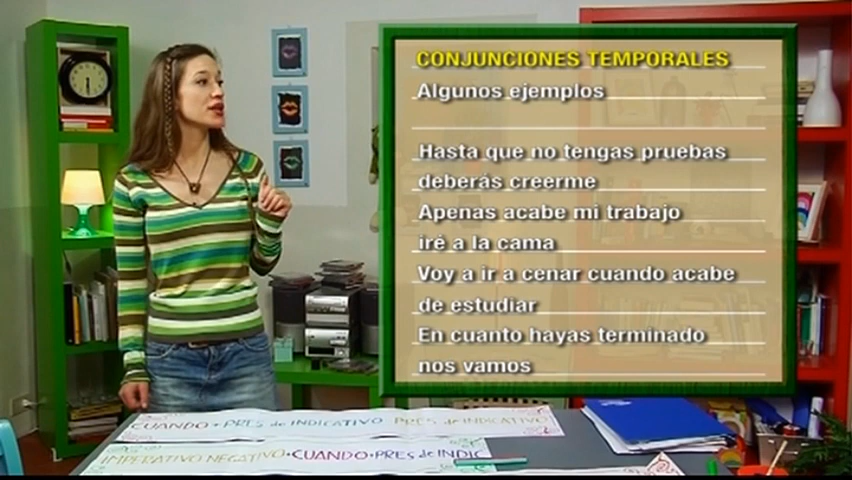 CONJUNCIONES TEMPORALES
Algunos ejemplos
Hasta que no tengas pruebas
deberás creerme
Apenas acabe mi trabajo
iré a la cama
Voy a ir a cenar cuando acabe
de estudiar
En cuanto hayas terminado
nos vamos
CUANDO + PRES de INDICATIVO PRES de INDICATIVO
IMPERATIVO NEGATIVO + CUANDO + PRES de INDIC